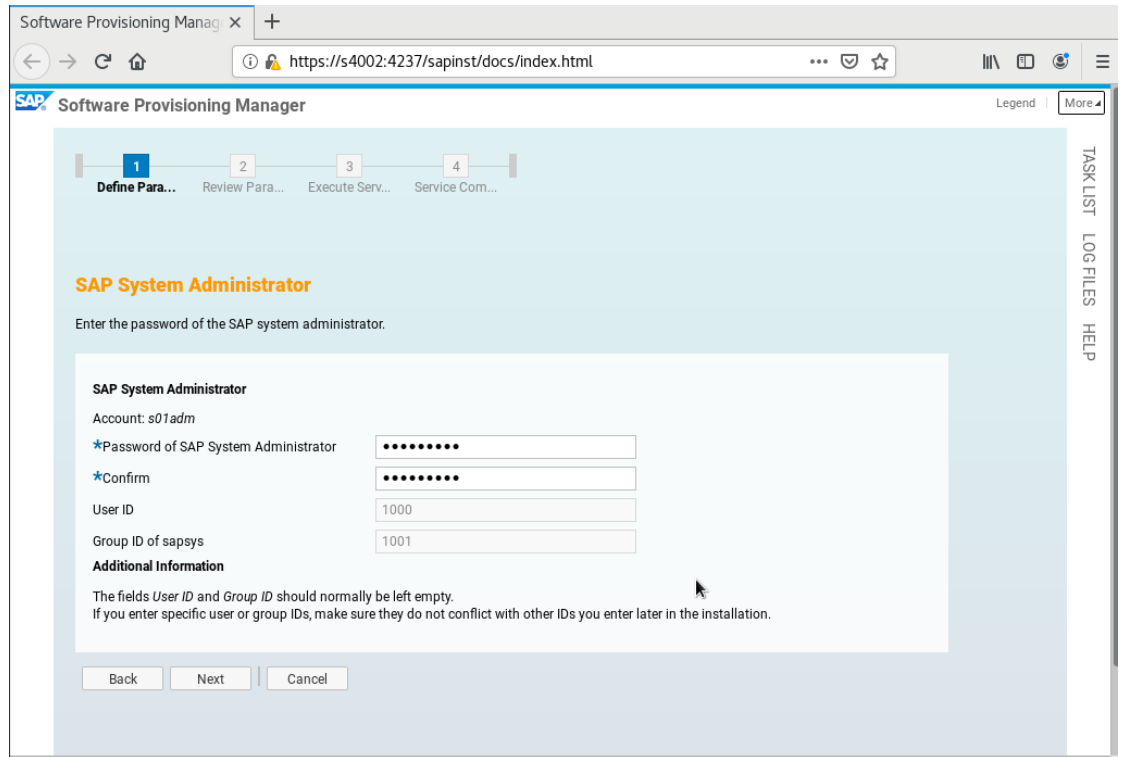 Software Provisioning Manag
https://s4002:4237/sapinst/docs/index.html
SAP Software Provisioning Manager
Legend
More
1
2
3
4
Define Para...
Review Para...
Execute Serv...
Service Com...
TASK LIST
LOG FILES
HELP
SAP System Administrator
Enter the password of the SAP system administrator.
SAP System Administrator
Account: s01adm
*Password of SAP System Administrator
•••••••••
*Confirm
•••••••••
User ID
1000
Group ID of sapsys
1001
Additional Information
The fields User ID and Group ID should normally be left empty.
If you enter specific user or group IDs, make sure they do not conflict with other IDs you enter later in the installation.
Back
Next
Cancel